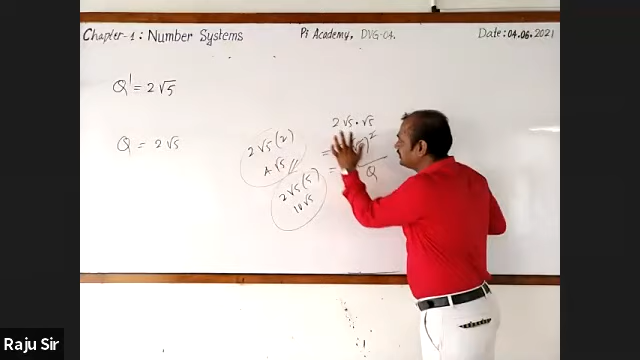 Chapter-1: Number Systems
Pi Academy, DVG-04.
Date: 04.06.2021
Q' = 2√5
2√5 · √5
2√5 (2)
4√5 //
=
Q = 2√5
2√5 (5)
10√5
=
Q
Raju Sir